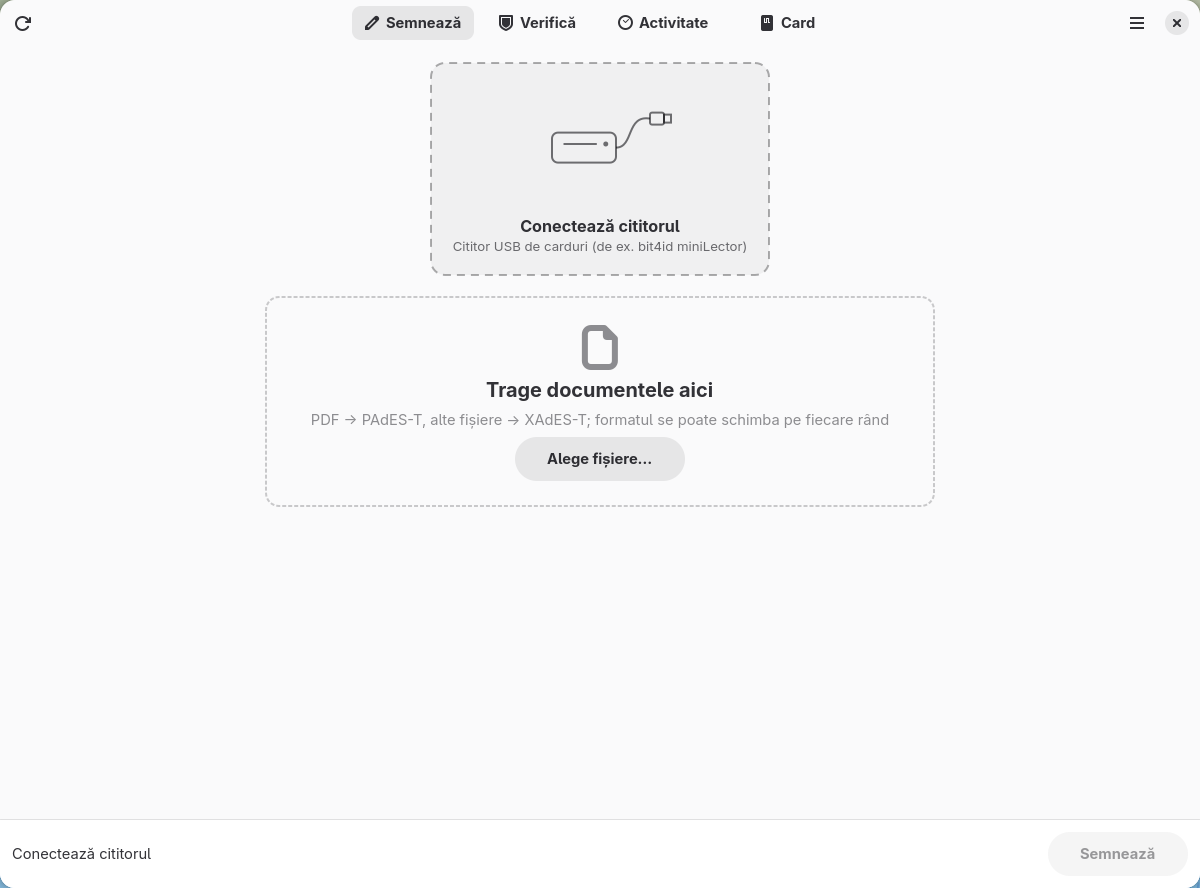 Semnează
Verifică
Activitate
Card
Conectează cititorul
Cititor USB de carduri (de ex. bit4id miniLector)
Trage documentele aici
PDF → PAdES-T, alte fișiere → XAdES-T; formatul se poate schimba pe fiecare rând
Alege fișiere…
Conectează cititorul
Semnează